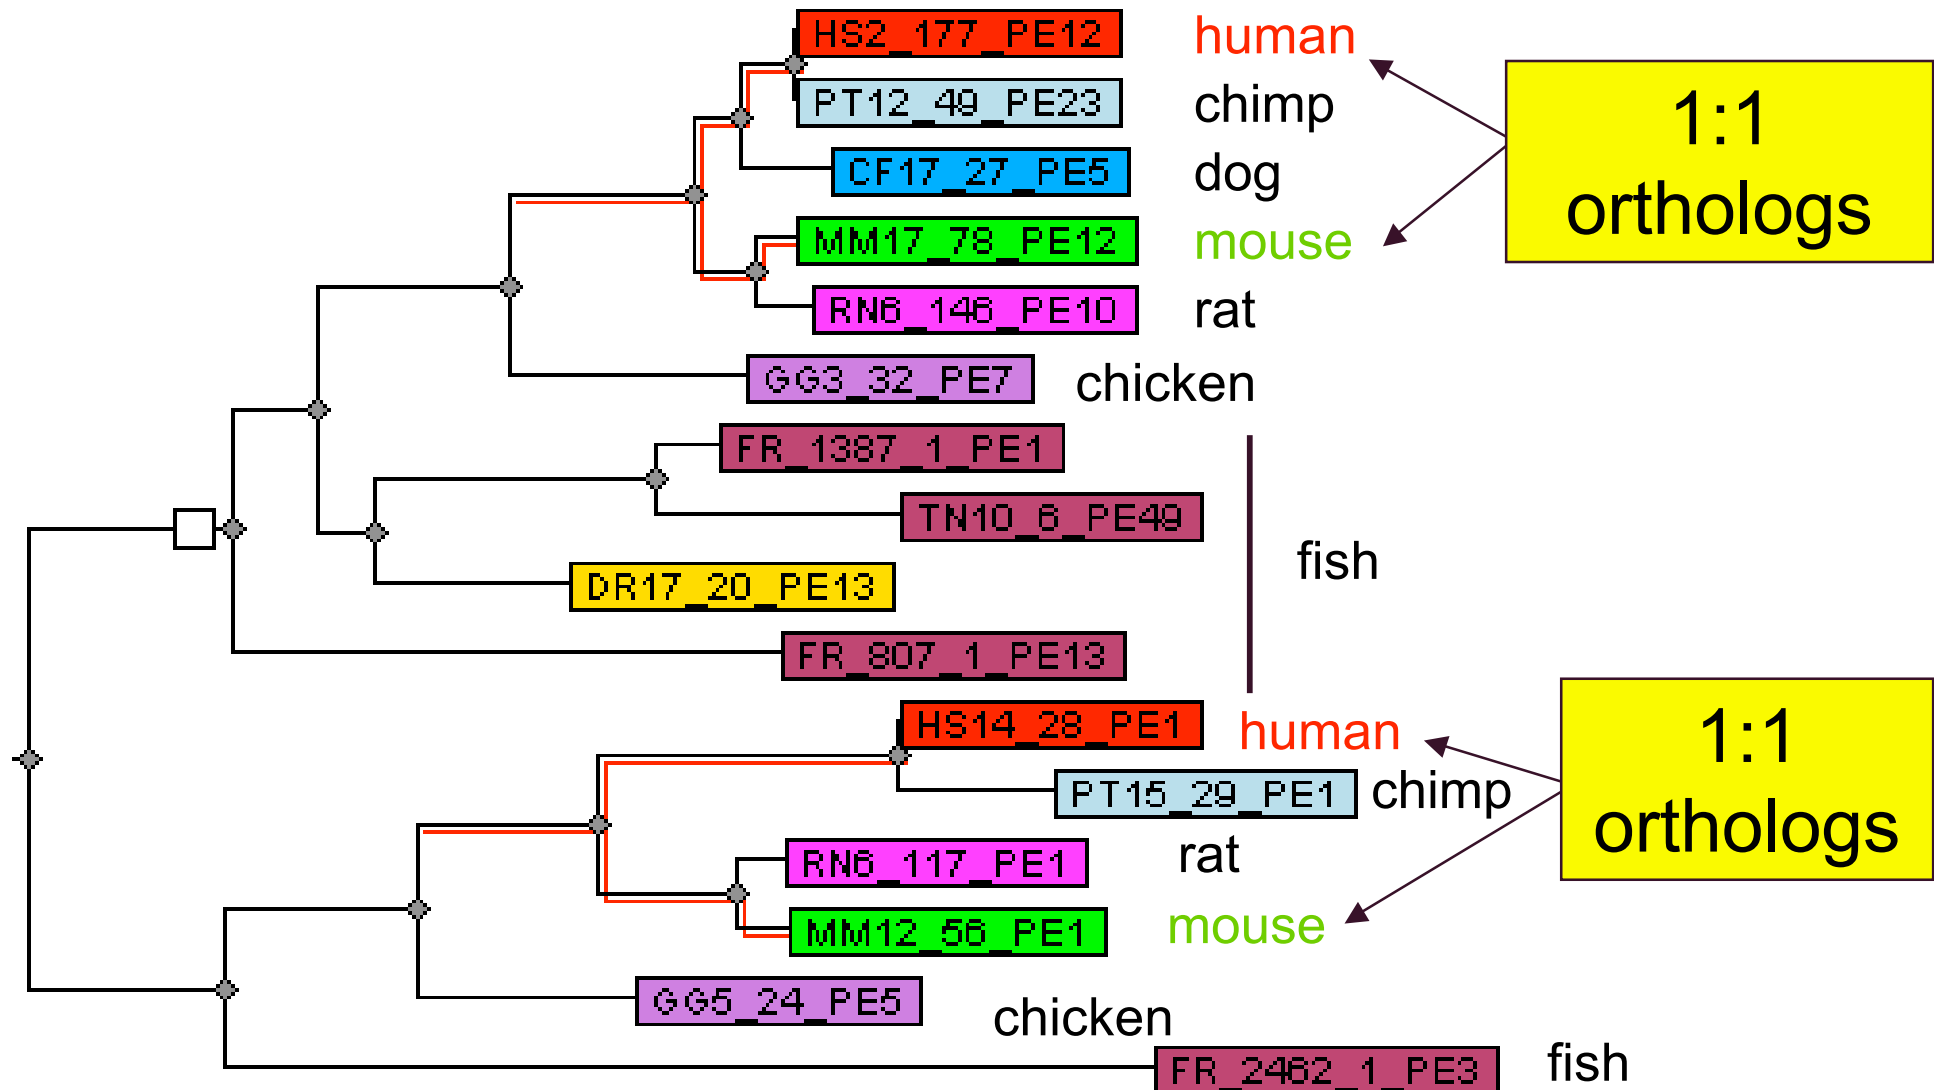 HS2_177_PE12 human
PT12_49_PE23 chimp
1:1
orthologs
CF17_27_PE5 dog
MM17_78_PE12 mouse
RN6_146_PE10 rat
GG3_32_PE7 chicken
FR_1387_1_PE1
TN10_6_PE49
fish
DR17_20_PE13
FR_807_1_PE13
HS14_28_PE1 human
PT15_29_PE1 chimp
1:1
orthologs
RN6_117_PE1 rat
MM12_56_PE1 mouse
GG5_24_PE5 chicken
FR_2462_1_PE3 fish